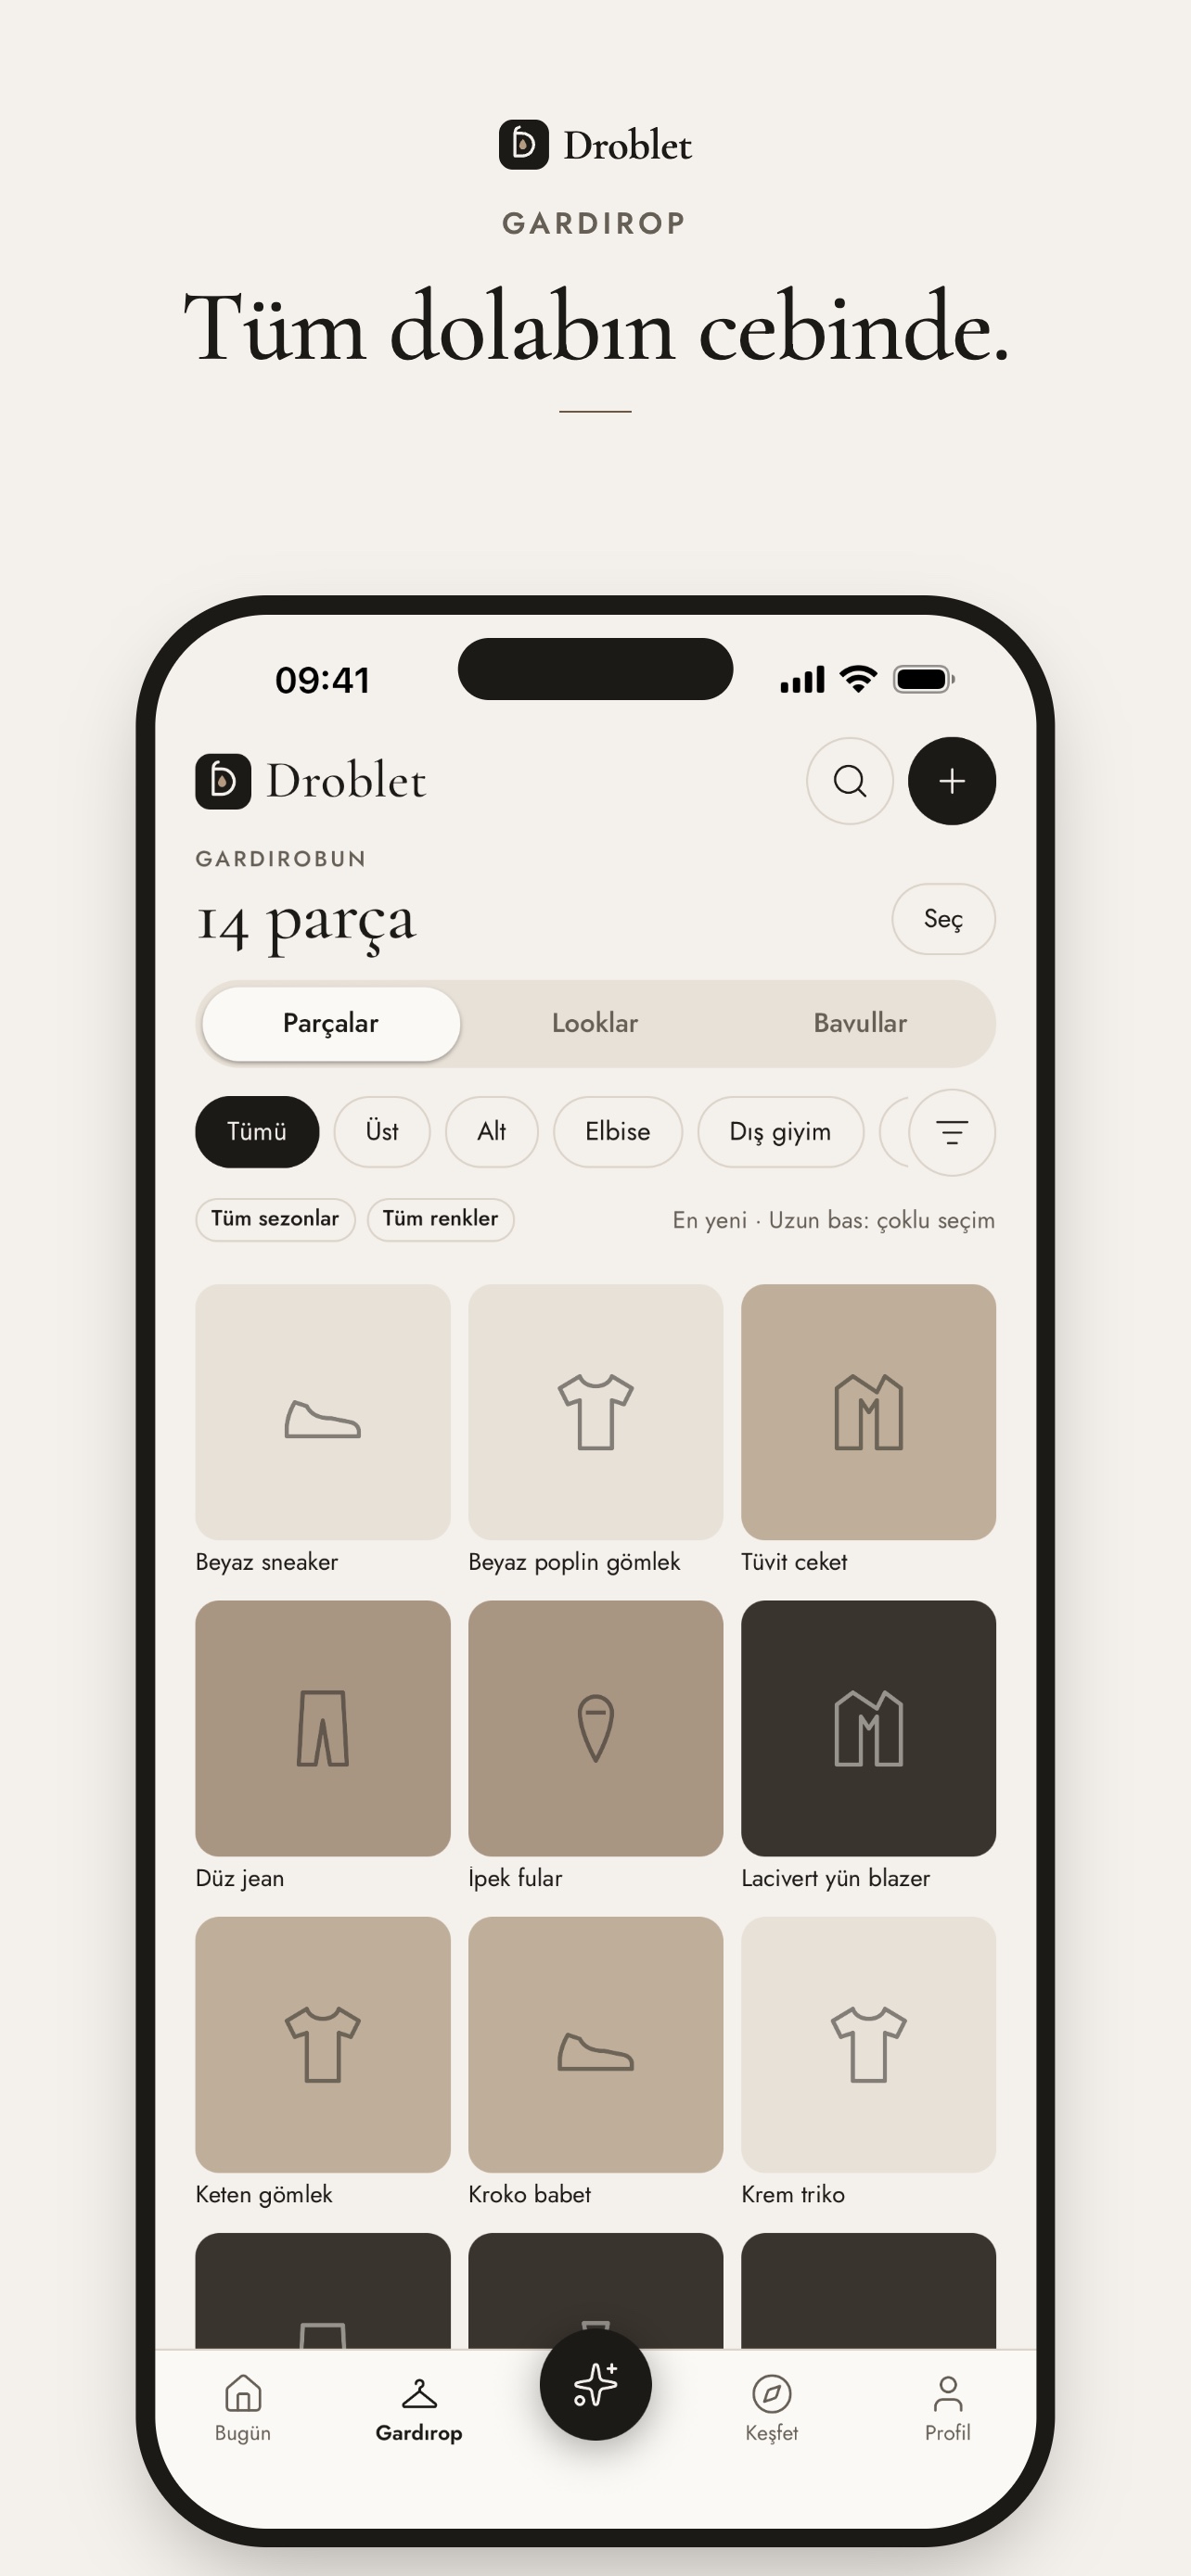 Droblet
GARDIROP
Tüm dolabın cebinde.
09:41
Droblet
GARDIROBUN
14 parça
Seç
Parçalar Looklar Bavullar
Tümü Üst Alt Elbise Dış giyim
Tüm sezonlar Tüm renkler En yeni · Uzun bas: çoklu seçim
Beyaz sneaker Beyaz poplin gömlek Tüvit ceket
Düz jean İpek fular Lacivert yün blazer
Keten gömlek Kroko babet Krem triko
Bugün Gardırop Keşfet Profil